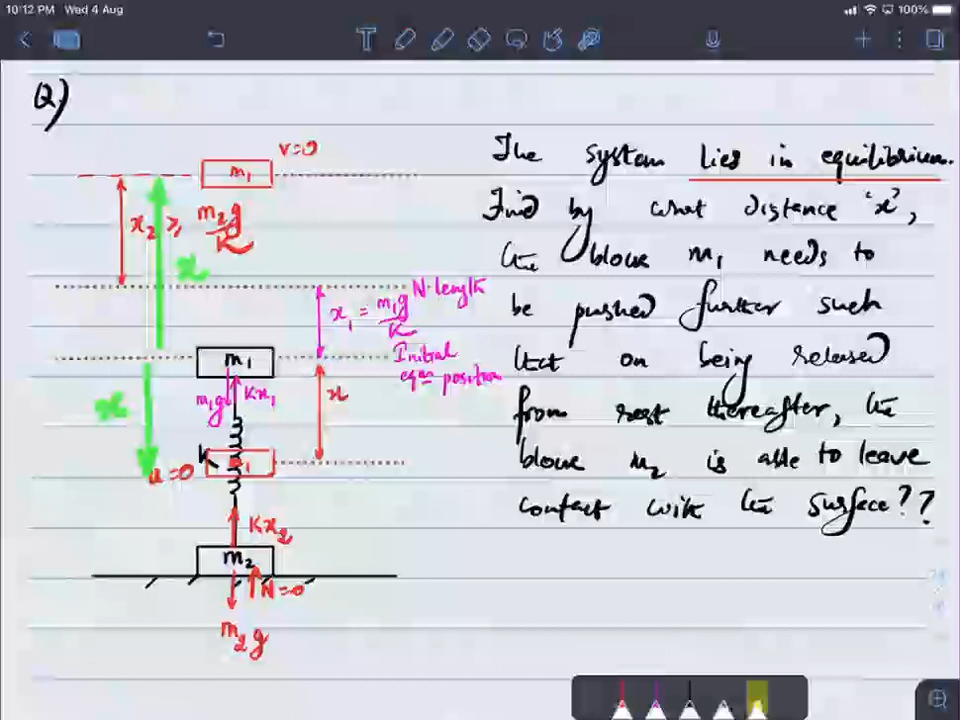 10:12 PM Wed 4 Aug
100%
Q)
The system lies in equilibrium.
Find by what distance 'x',
the block m₁ needs to
be pushed further such
that on being released
from rest thereafter, the
block m₂ is able to leave
contact with the surface??
v=0
m₁
x₂ ≥ m₂g/K
x
N.length
x₁ = m₁g/K
Initial
eqm position
m₁
m₁g
Kx₁
x
x
K
u=0
m₁
Kx₂
m₂
N=0
m₂g